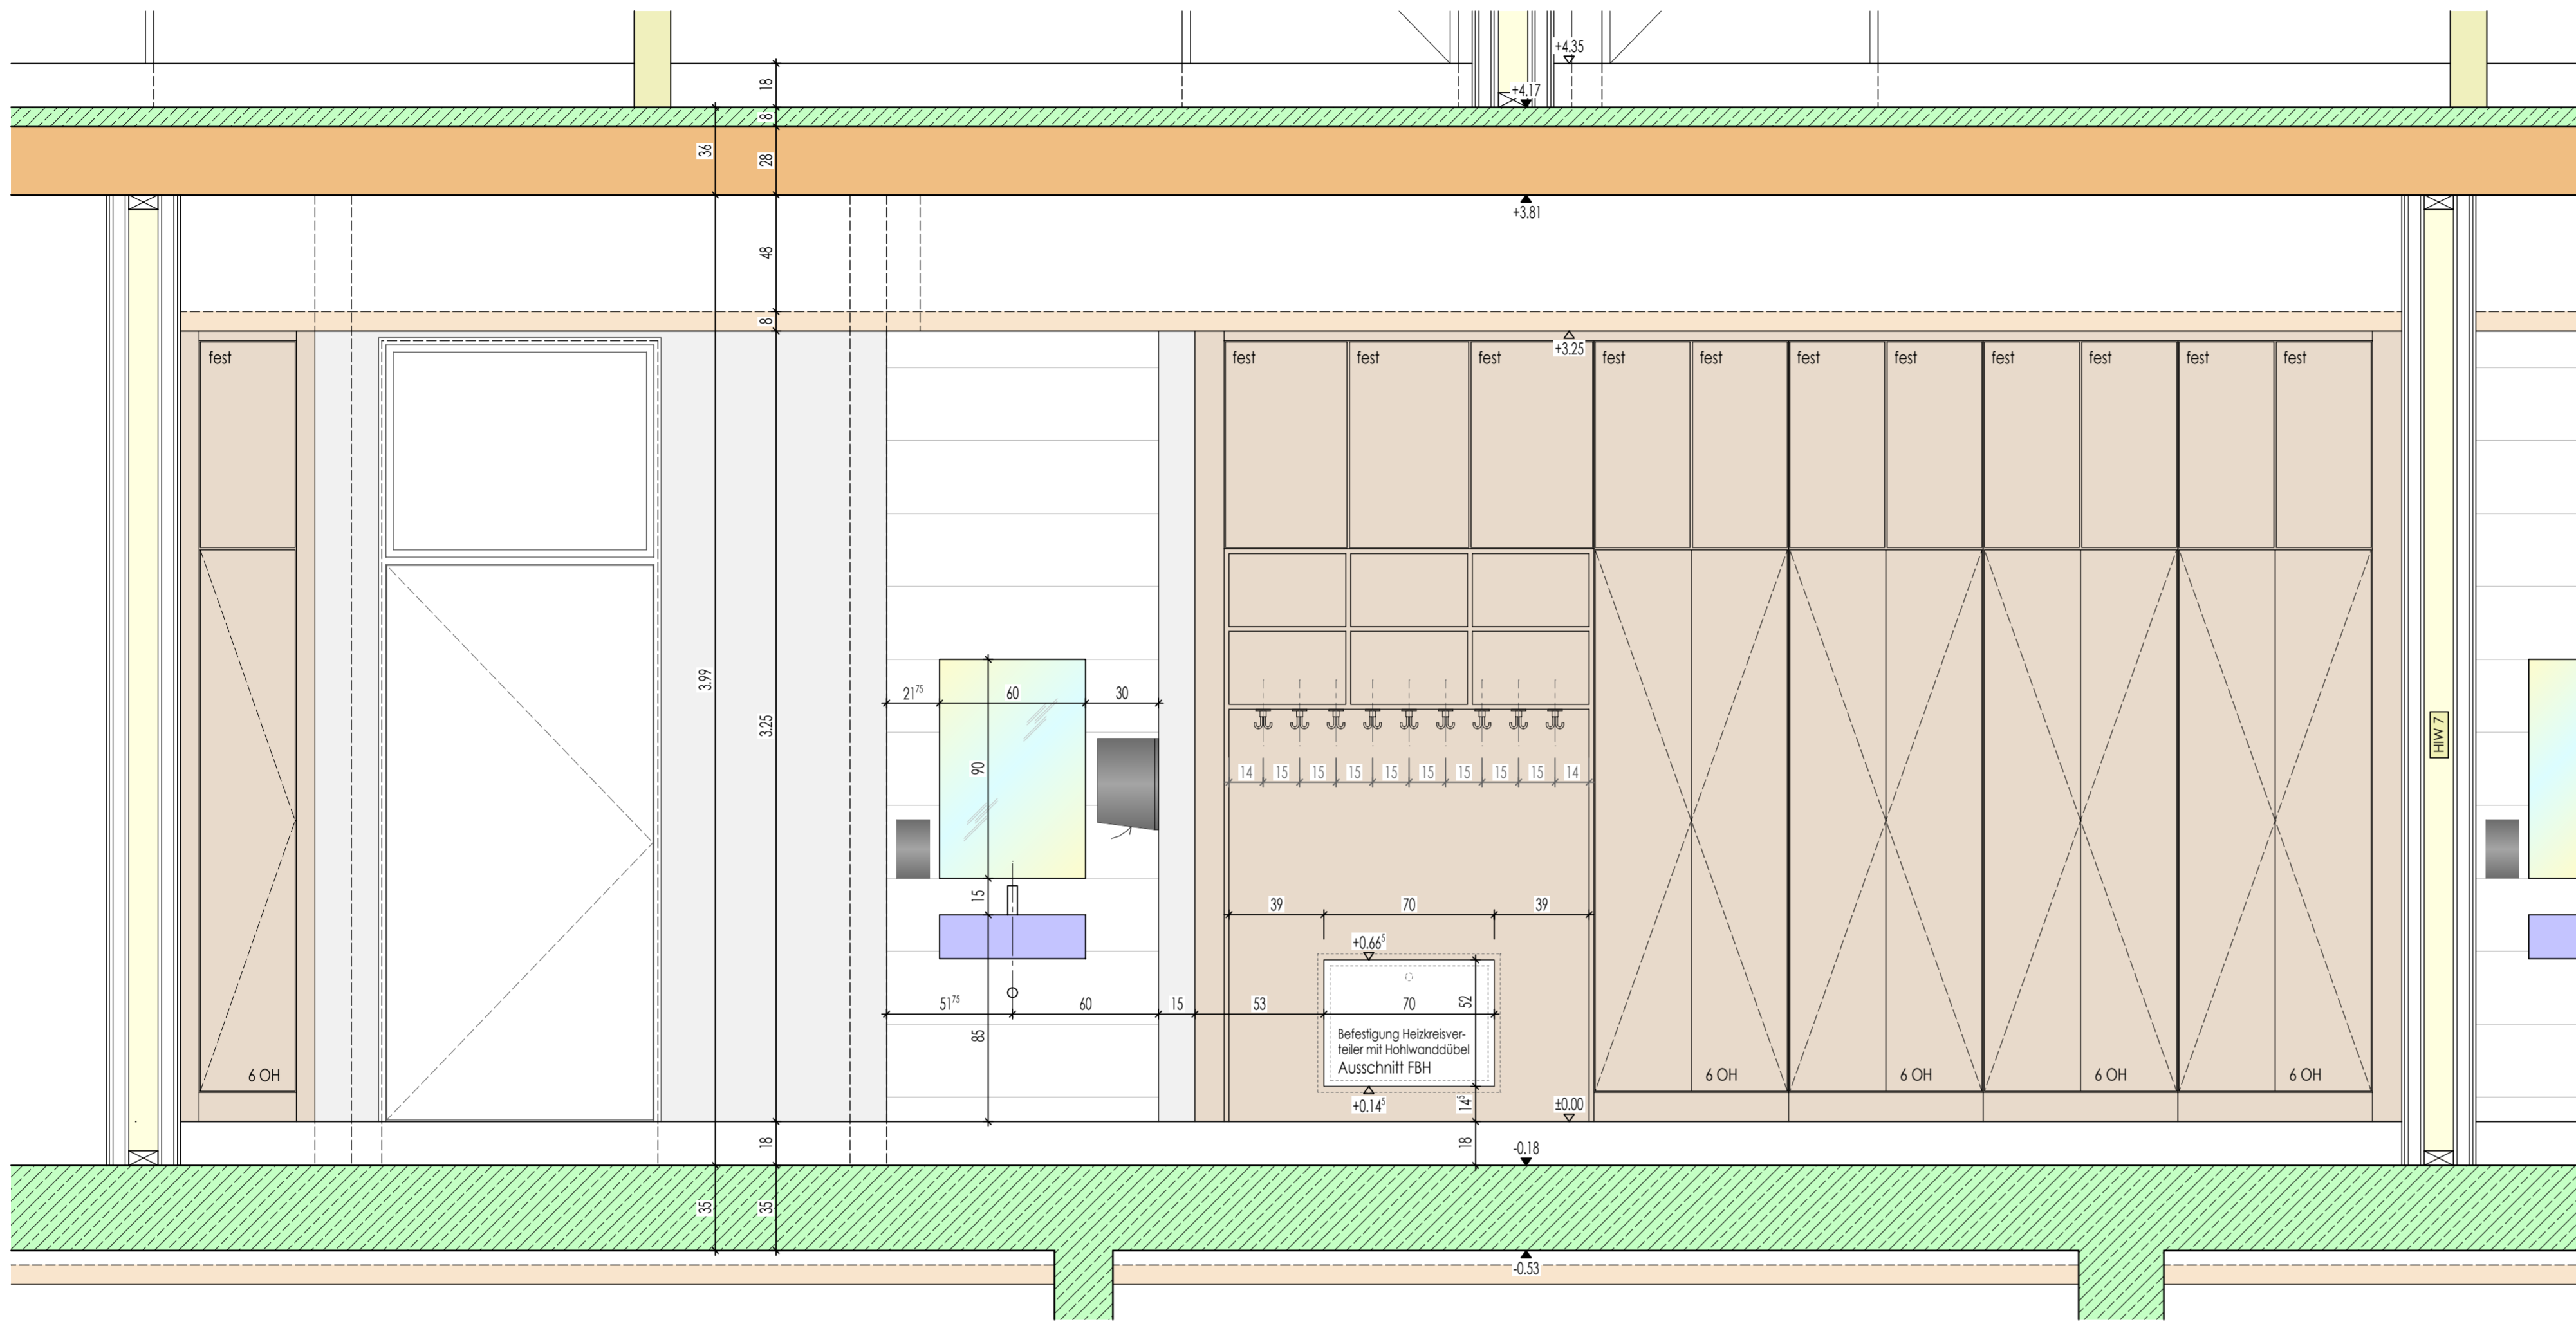 +4.35
18
+4.17
8
36
28
+3.81
48
8
fest
fest
fest
fest
+3.25
fest
fest
fest
fest
fest
fest
fest
fest
3.99
3.25
21⁷⁵
60
30
90
HIW 7
14
15
15
15
15
15
15
15
15
14
15
39
70
39
+0.66⁵
51⁷⁵
60
15
53
70
52
85
Befestigung Heizkreisver-
teiler mit Hohlwanddübel
Ausschnitt FBH
6 OH
6 OH
6 OH
6 OH
6 OH
+0.14⁵
14⁵
±0.00
18
18
-0.18
35
35
-0.53